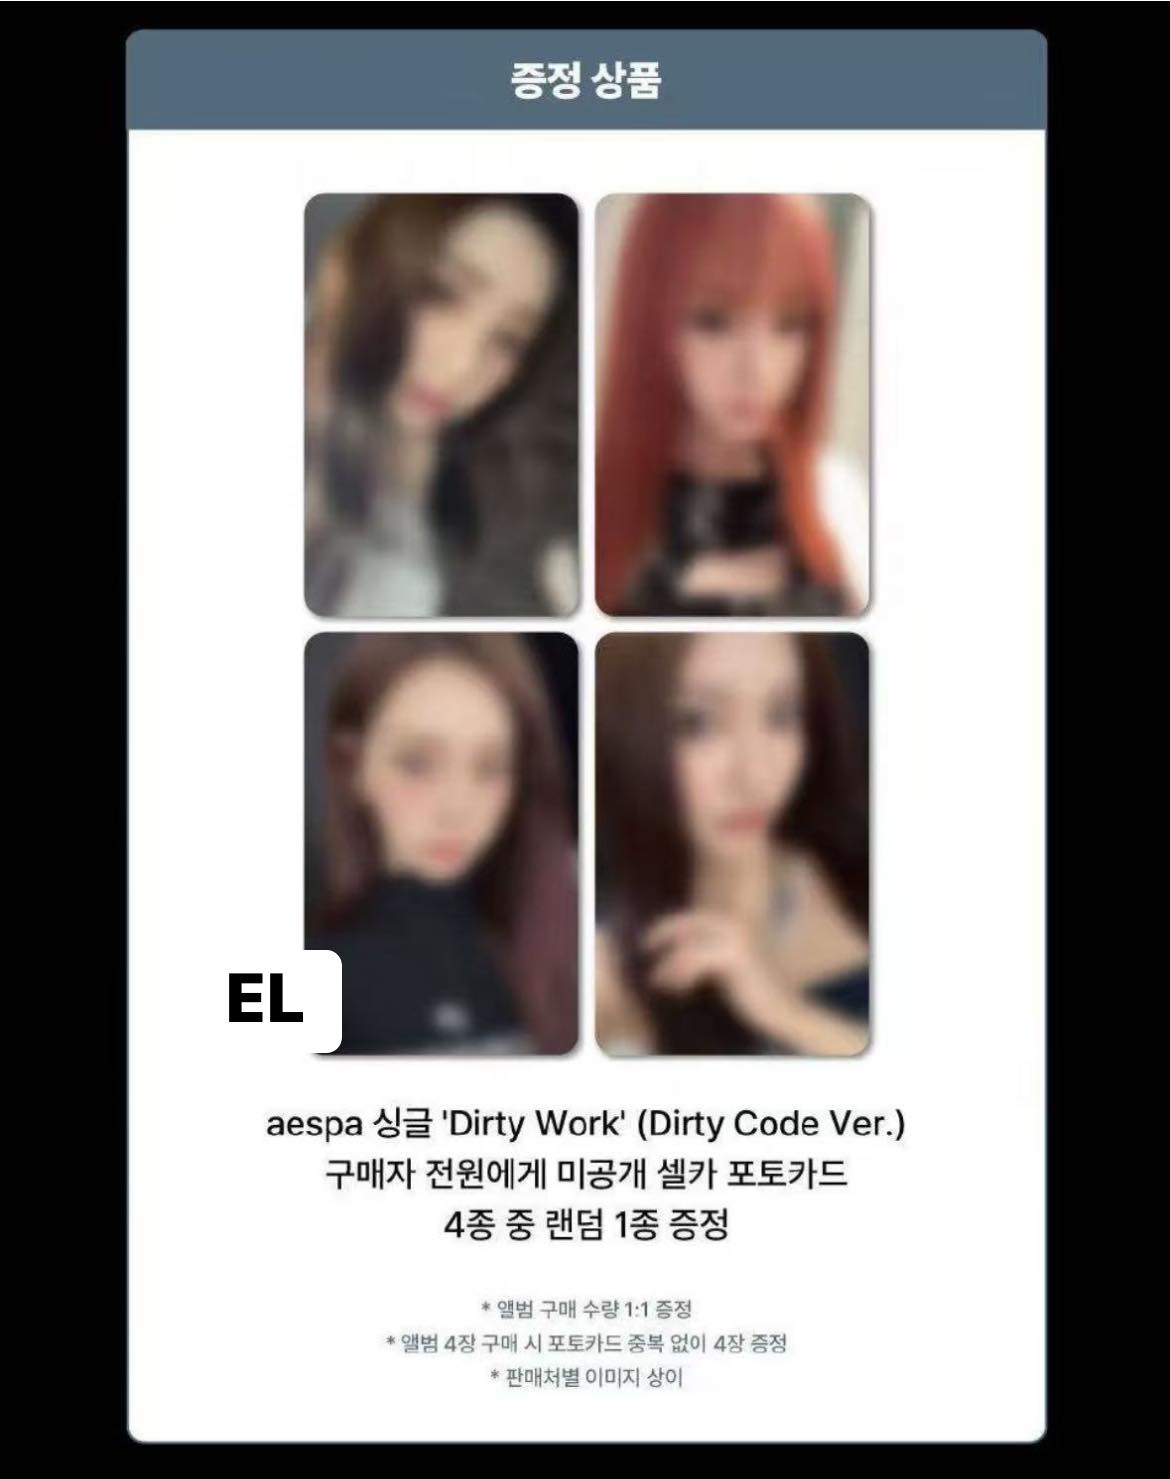 증정 상품
EL
aespa 싱글 'Dirty Work' (Dirty Code Ver.)
구매자 전원에게 미공개 셀카 포토카드
4종 중 랜덤 1종 증정
* 앨범 구매 수량 1:1 증정
* 앨범 4장 구매 시 포토카드 중복 없이 4장 증정
* 판매처별 이미지 상이